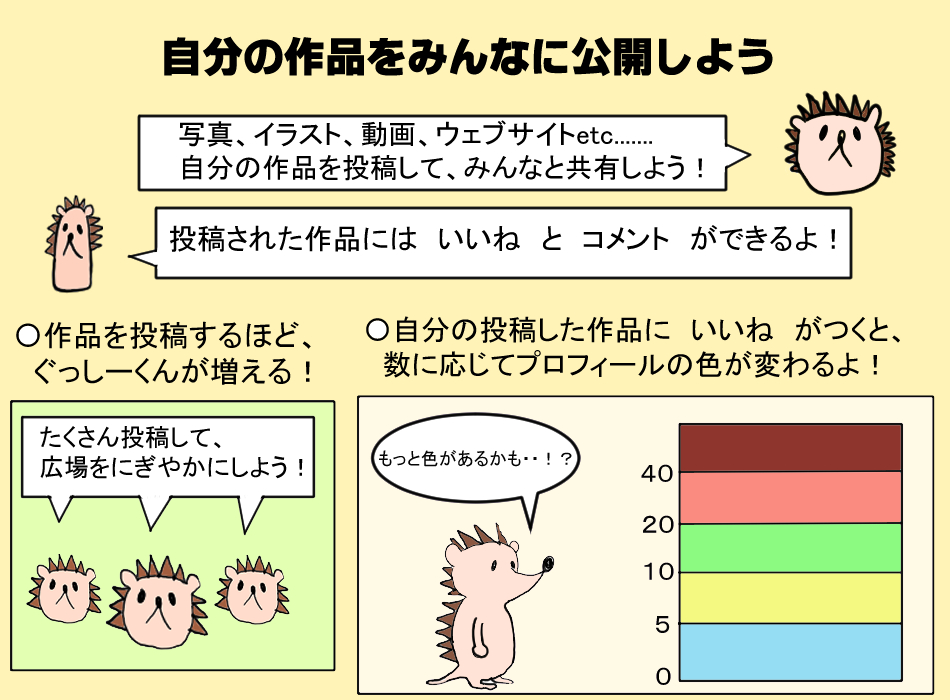 自分の作品をみんなに公開しよう
写真、イラスト、動画、ウェブサイトetc.......
自分の作品を投稿して、みんなと共有しよう！
投稿された作品には　いいね　と　コメント　ができるよ！
〇作品を投稿するほど、
ぐっしーくんが増える！
〇自分の投稿した作品に　いいね　がつくと、
数に応じてプロフィールの色が変わるよ！
たくさん投稿して、
広場をにぎやかにしよう！
もっと色があるかも・・！？
40
20
10
5
0